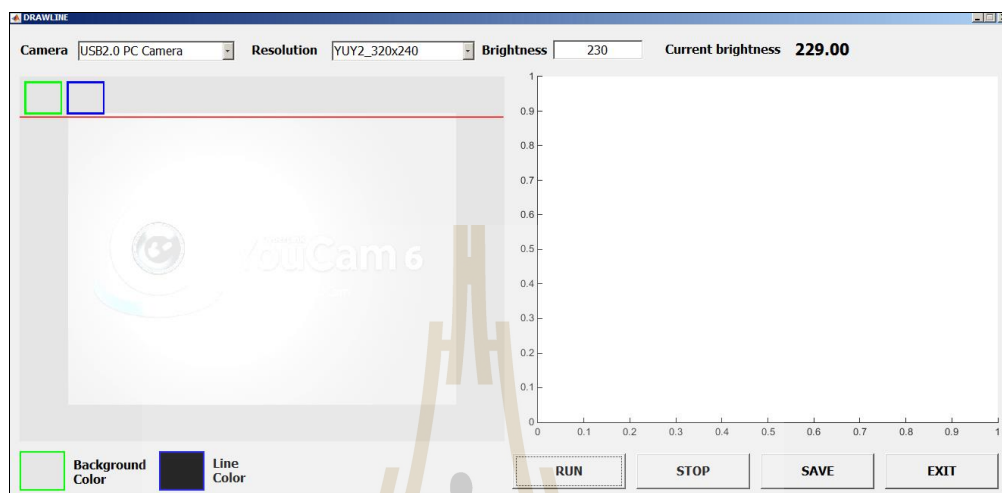 DRAWLINE
Camera USB2.0 PC Camera Resolution YUY2_320x240 Brightness 230 Current brightness 229.00
YouCam 6
1
0.9
0.8
0.7
0.6
0.5
0.4
0.3
0.2
0.1
0
0 0.1 0.2 0.3 0.4 0.5 0.6 0.7 0.8 0.9 1
Background
Color
Line
Color
RUN STOP SAVE EXIT